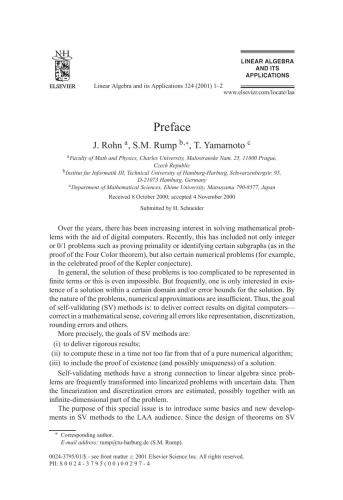 NH
ELSEVIER
LINEAR ALGEBRA
AND ITS
APPLICATIONS
Linear Algebra and its Applications 324 (2001) 1–2
www.elsevier.com/locate/laa
Preface
J. Rohn a, S.M. Rump b,*, T. Yamamoto c
a Faculty of Math and Physics, Charles University, Malostranske Nam. 25, 11800 Prague,
Czech Republic
b Institut fur Informatik III, Technical University of Hamburg-Harburg, Schwarzenbergstr. 95,
D-21073 Hamburg, Germany
c Department of Mathematical Sciences, Ehime University, Matsuyama 790-8577, Japan
Received 8 October 2000; accepted 4 November 2000
Submitted by H. Schneider
Over the years, there has been increasing interest in solving mathematical prob-
lems with the aid of digital computers. Recently, this has included not only integer
or 0/1 problems such as proving primality or identifying certain subgraphs (as in the
proof of the Four Color theorem), but also certain numerical problems (for example,
in the celebrated proof of the Kepler conjecture).
In general, the solution of these problems is too complicated to be represented in
finite terms or this is even impossible. But frequently, one is only interested in exis-
tence of a solution within a certain domain and/or error bounds for the solution. By
the nature of the problems, numerical approximations are insufficient. Thus, the goal
of self-validating (SV) methods is: to deliver correct results on digital computers—
correct in a mathematical sense, covering all errors like representation, discretization,
rounding errors and others.
More precisely, the goals of SV methods are:
(i) to deliver rigorous results;
(ii) to compute these in a time not too far from that of a pure numerical algorithm;
(iii) to include the proof of existence (and possibly uniqueness) of a solution.
Self-validating methods have a strong connection to linear algebra since prob-
lems are frequently transformed into linearized problems with uncertain data. Then
the linearization and discretization errors are estimated, possibly together with an
infinite-dimensional part of the problem.
The purpose of this special issue is to introduce some basics and new develop-
ments in SV methods to the LAA audience. Since the design of theorems on SV
* Corresponding author.
E-mail address: rump@tu-harburg.de (S.M. Rump).
0024-3795/01/$ - see front matter © 2001 Elsevier Science Inc. All rights reserved.
PII: S 0 0 2 4 - 3 7 9 5 ( 0 0 ) 0 0 2 9 7 - 4